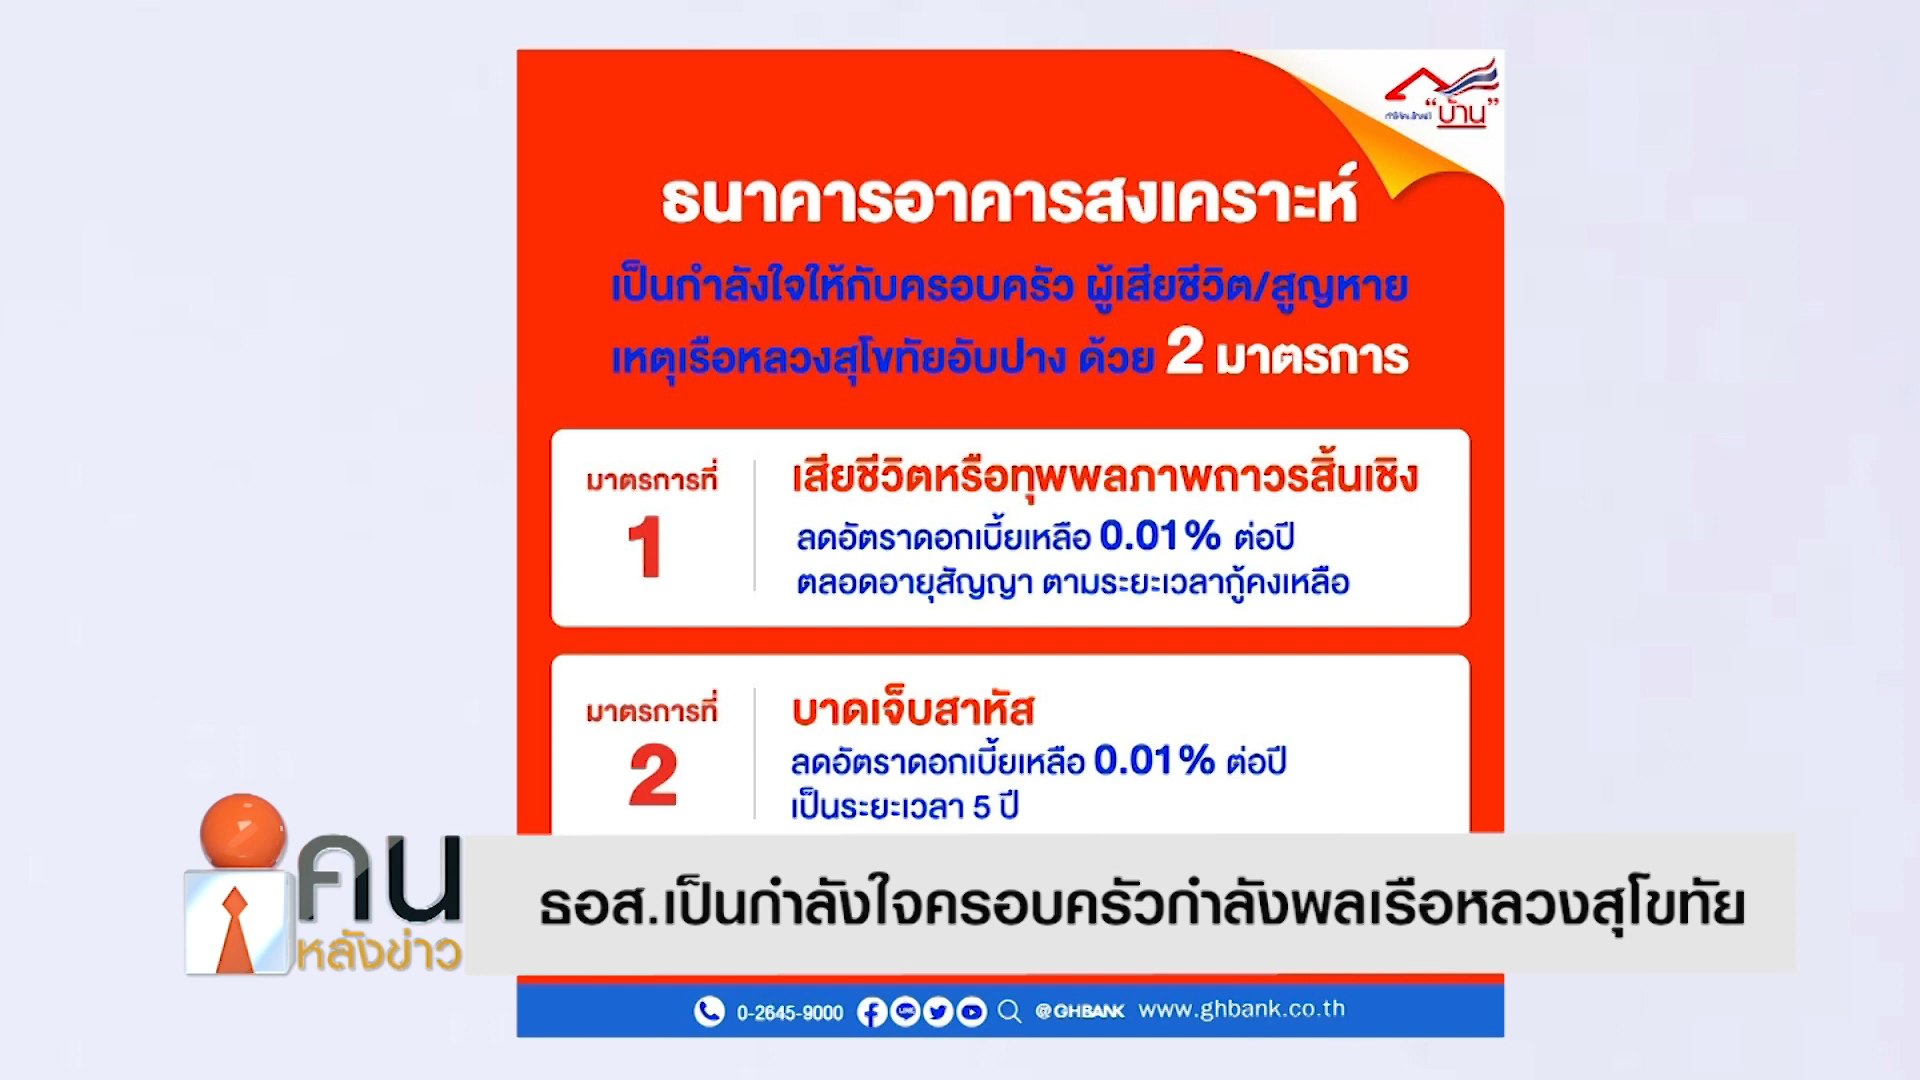 "บ้าน"
ธนาคารอาคารสงเคราะห์
เป็นกำลังใจให้กับครอบครัว ผู้เสียชีวิต/สูญหาย
เหตุเรือหลวงสุโขทัยอับปาง ด้วย 2 มาตรการ
มาตรการที่
1
เสียชีวิตหรือทุพพลภาพถาวรสิ้นเชิง
ลดอัตราดอกเบี้ยเหลือ 0.01% ต่อปี
ตลอดอายุสัญญา ตามระยะเวลากู้คงเหลือ
มาตรการที่
2
บาดเจ็บสาหัส
ลดอัตราดอกเบี้ยเหลือ 0.01% ต่อปี
เป็นระยะเวลา 5 ปี
คน
หลังข่าว
ธอส.เป็นกำลังใจครอบครัวกำลังพลเรือหลวงสุโขทัย
0-2645-9000 @GHBANK www.ghbank.co.th